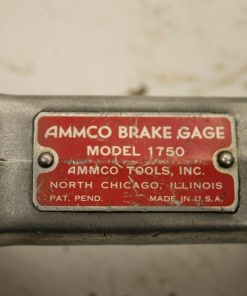 AMMCO BRAKE GAGE
MODEL 1750
AMMCO TOOLS, INC.
NORTH CHICAGO, ILLINOIS
PAT. PEND. MADE IN U.S.A.